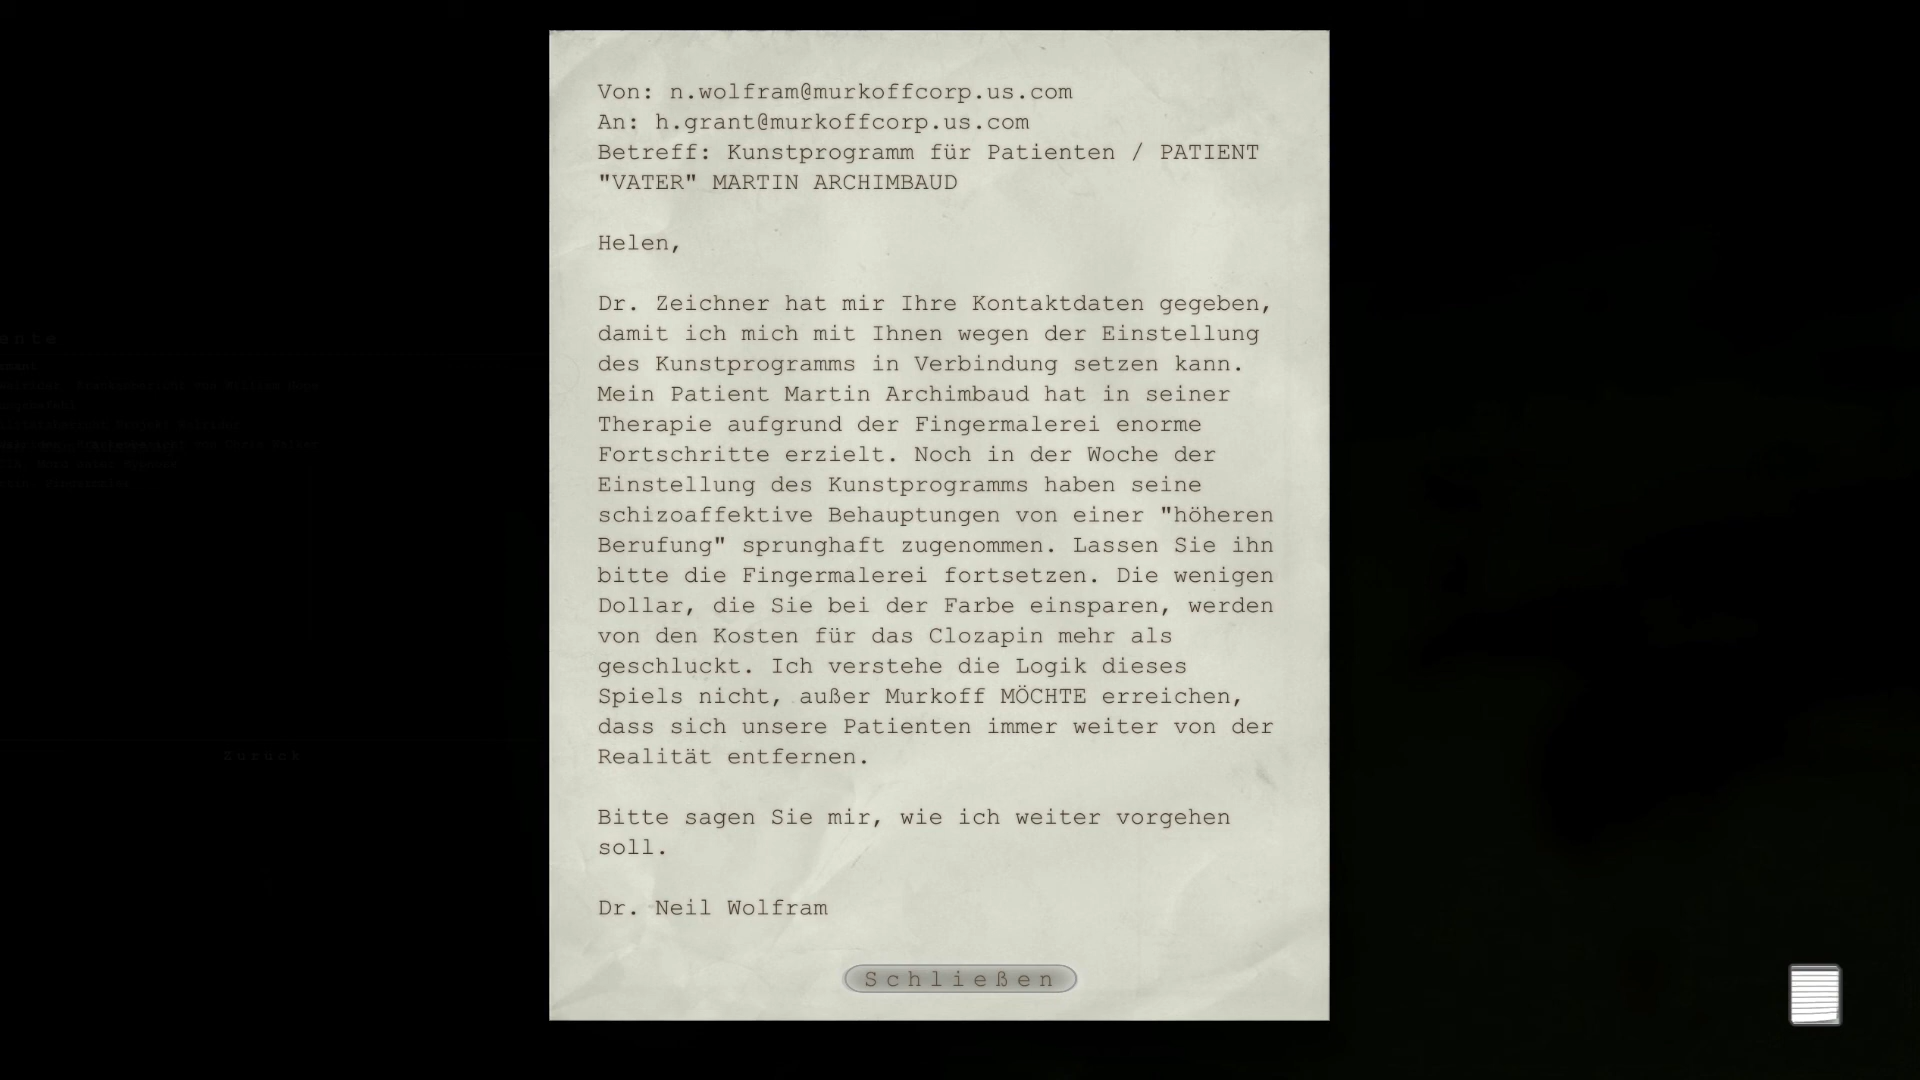 Von: n.wolfram@murkoffcorp.us.com
An: h.grant@murkoffcorp.us.com
Betreff: Kunstprogramm für Patienten / PATIENT
"VATER" MARTIN ARCHIMBAUD
Helen,
Dr. Zeichner hat mir Ihre Kontaktdaten gegeben,
damit ich mich mit Ihnen wegen der Einstellung
des Kunstprogramms in Verbindung setzen kann.
Mein Patient Martin Archimbaud hat in seiner
Therapie aufgrund der Fingermalerei enorme
Fortschritte erzielt. Noch in der Woche der
Einstellung des Kunstprogramms haben seine
schizoaffektive Behauptungen von einer "höheren
Berufung" sprunghaft zugenommen. Lassen Sie ihn
bitte die Fingermalerei fortsetzen. Die wenigen
Dollar, die Sie bei der Farbe einsparen, werden
von den Kosten für das Clozapin mehr als
geschluckt. Ich verstehe die Logik dieses
Spiels nicht, außer Murkoff MÖCHTE erreichen,
dass sich unsere Patienten immer weiter von der
Realität entfernen.
Bitte sagen Sie mir, wie ich weiter vorgehen
soll.
Dr. Neil Wolfram
Schließen
Zurück